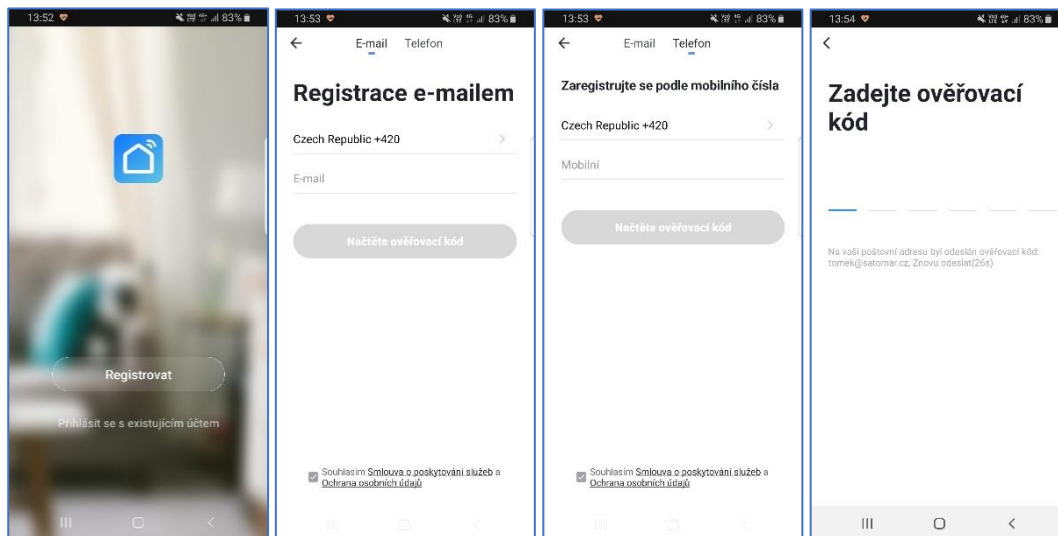 13:52
83%
Registrovat
Přihlásit se s existujícím účtem
13:53
83%
E-mail Telefon
Registrace e-mailem
Czech Republic +420
E-mail
Načtěte ověřovací kód
Souhlasím Smlouva o poskytování služeb a
Ochrana osobních údajů
13:53
83%
E-mail Telefon
Zaregistrujte se podle mobilního čísla
Czech Republic +420
Mobilní
Načtěte ověřovací kód
Souhlasím Smlouva o poskytování služeb a
Ochrana osobních údajů
13:54
83%
Zadejte ověřovací
kód
Na vaši poštovní adresu byl odeslán ověřovací kód:
tomek@satomar.cz, Znovu odeslat(26s)